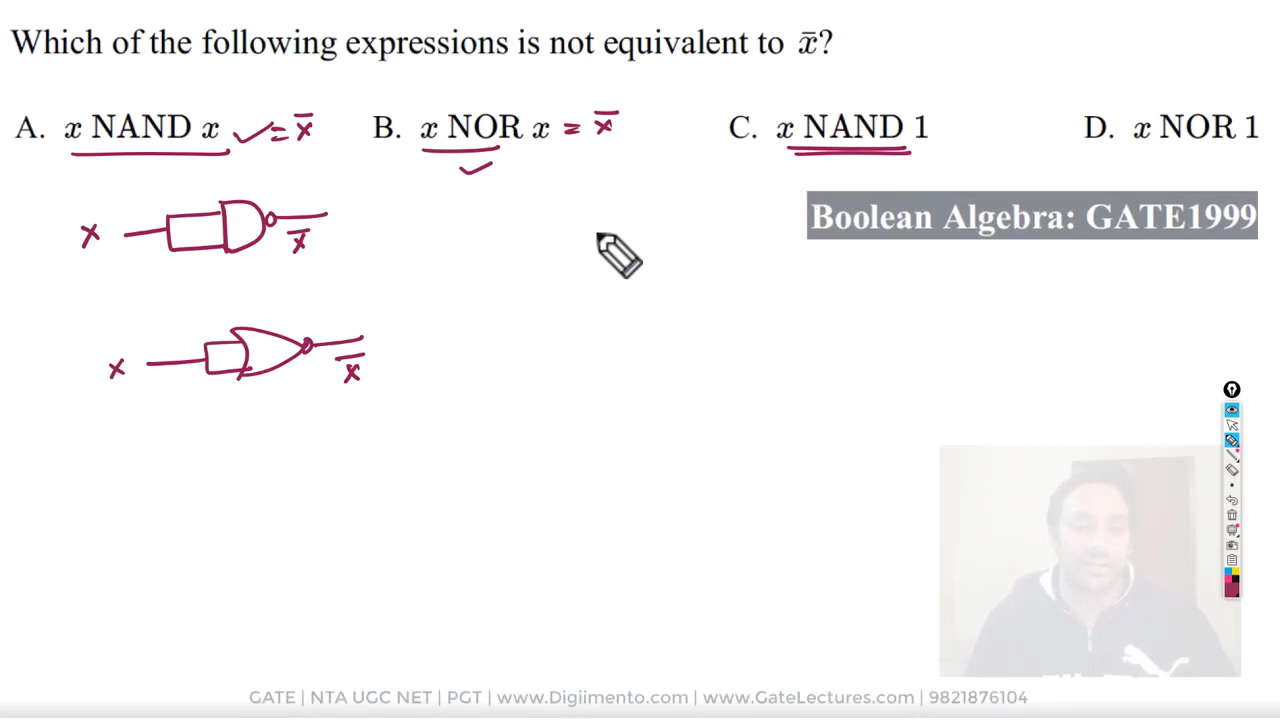 Which of the following expressions is not equivalent to x̄?
A. x NAND x ✓= x̄ B. x NOR x = x̄ C. x NAND 1 D. x NOR 1
✓
Boolean Algebra: GATE1999
x x̄
x x̄
GATE | NTA UGC NET | PGT | www.Digiimento.com | www.GateLectures.com | 9821876104